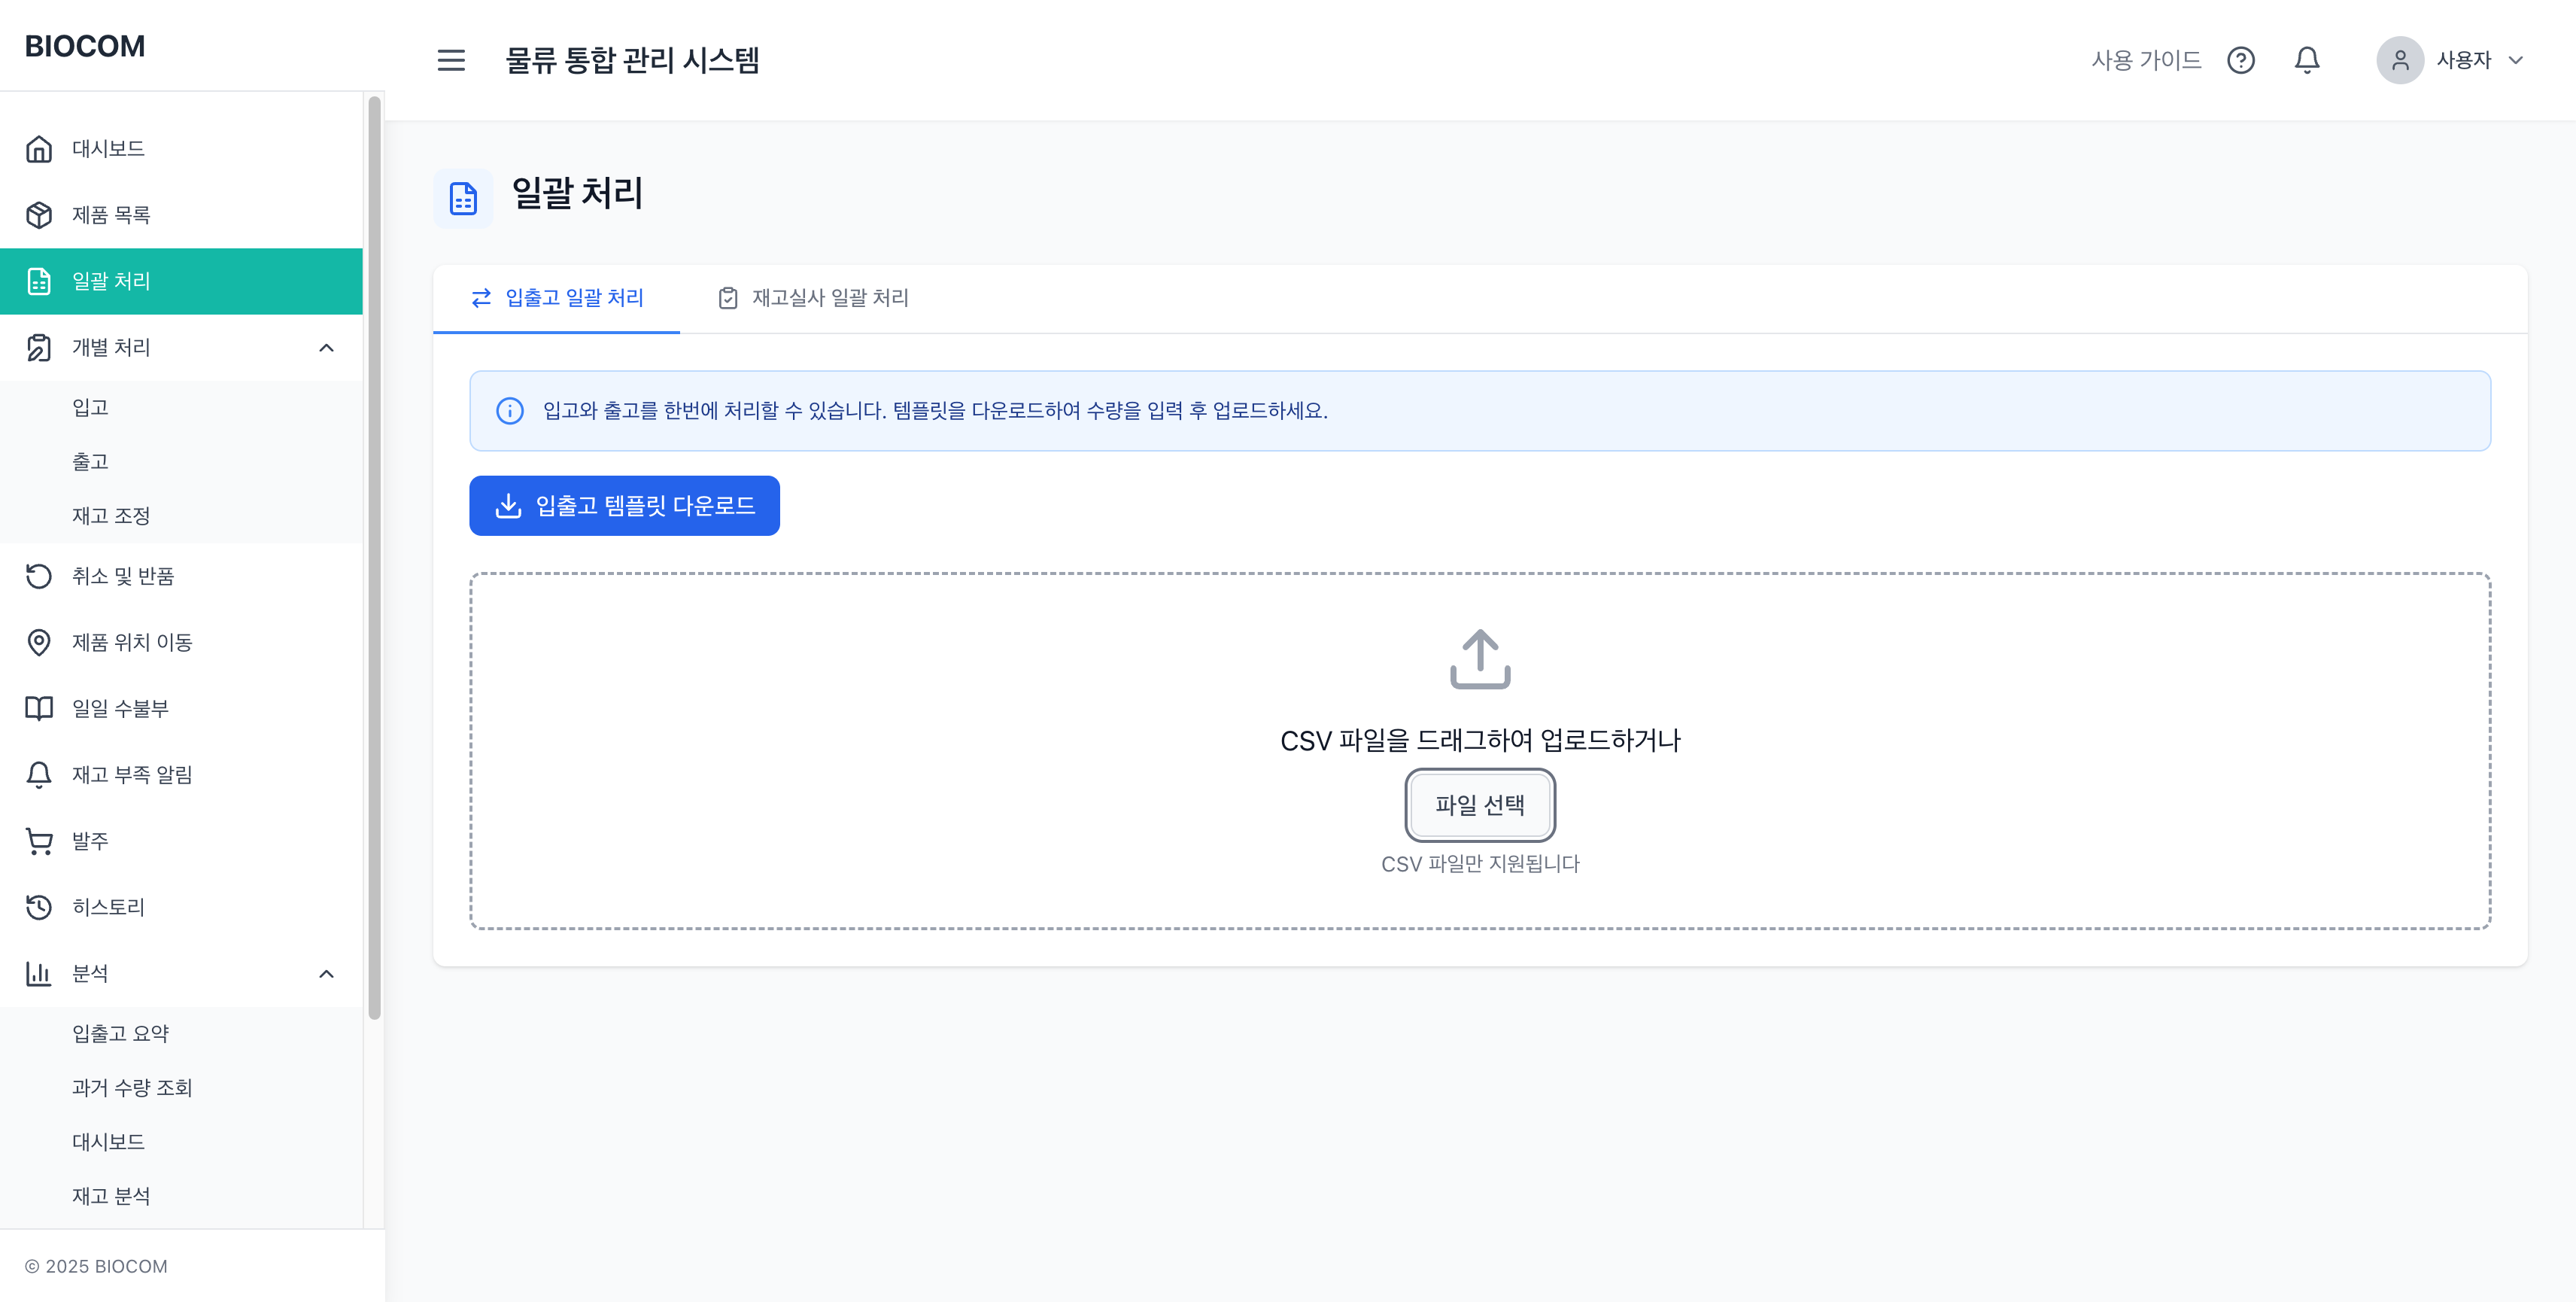 BIOCOM
물류 통합 관리 시스템
사용 가이드
사용자
대시보드
제품 목록
일괄 처리
개별 처리
입고
출고
재고 조정
취소 및 반품
제품 위치 이동
일일 수불부
재고 부족 알림
발주
히스토리
분석
입출고 요약
과거 수량 조회
대시보드
재고 분석
© 2025 BIOCOM
일괄 처리
입출고 일괄 처리
재고실사 일괄 처리
입고와 출고를 한번에 처리할 수 있습니다. 템플릿을 다운로드하여 수량을 입력 후 업로드하세요.
입출고 템플릿 다운로드
CSV 파일을 드래그하여 업로드하거나
파일 선택
CSV 파일만 지원됩니다